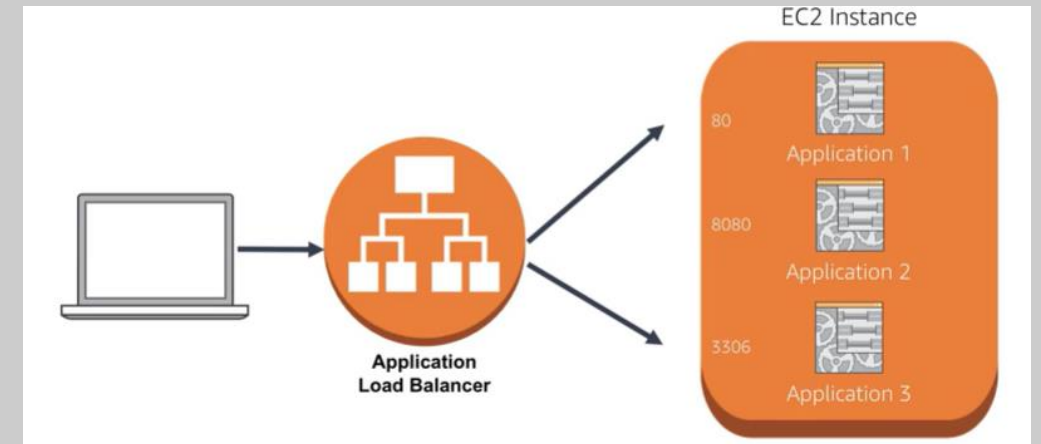 EC2 Instance
80
Application 1
8080
Application 2
3306
Application 3
Application
Load Balancer